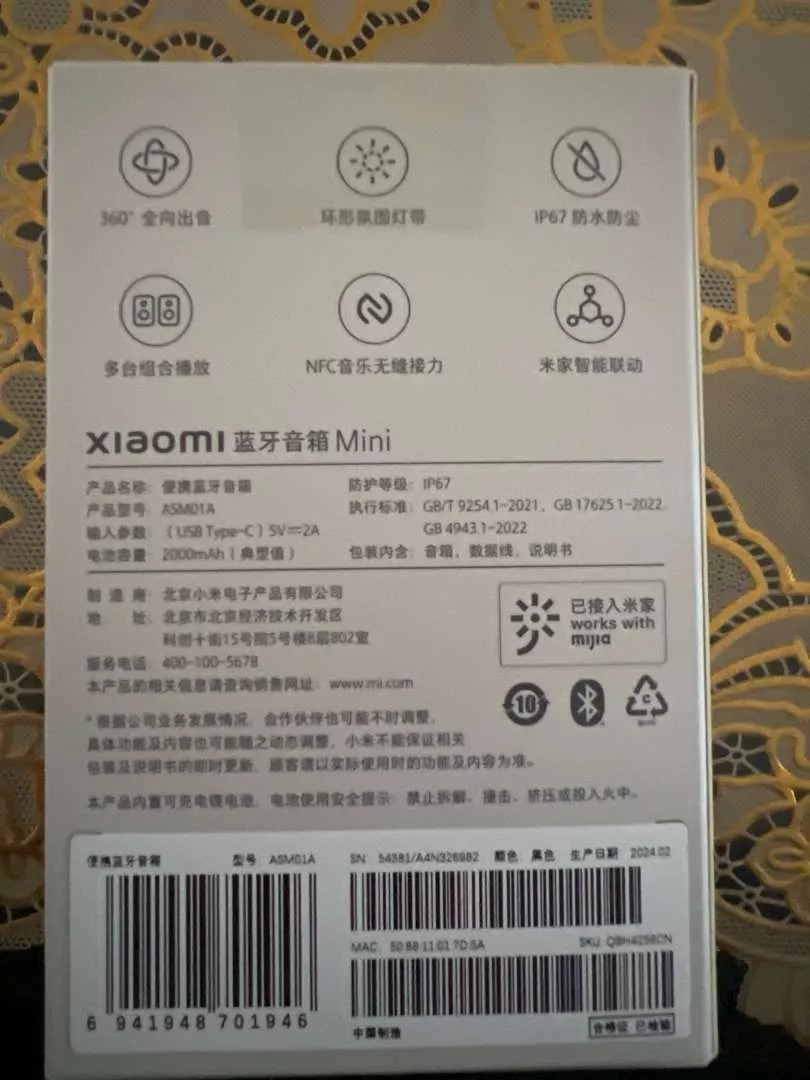 360° 全向出音
环形氛围灯带
IP67 防水防尘
多台组合播放
NFC音乐无缝接力
米家智能联动
xiaomi 蓝牙音箱 Mini
产品名称：便携蓝牙音箱
产品型号：ASM01A
输入参数：（USB Type-C）5V⎓2A
电池容量：2000mAh（典型值）
防护等级：IP67
执行标准：GB/T 9254.1-2021，GB 17625.1-2022，
GB 4943.1-2022
包装内含：音箱，数据线，说明书
制 造 商：北京小米电子产品有限公司
地 址：北京市北京经济技术开发区
科创十街15号院5号楼8层802室
服务电话：400-100-5678
本产品的相关信息请查询销售网址：www.mi.com
已接入米家
works with
mijia
10
C
*根据公司业务发展情况，合作伙伴也可能不时调整，
具体功能及内容也可能随之动态调整，小米不能保证相关
包装及说明书的即时更新，顾客请以实际使用时的功能及内容为准。
本产品内置可充电锂电池，电池使用安全提示：禁止拆解、撞击、挤压或投入火中。
便携蓝牙音箱 型号：ASM01A
6 941948 701946
SN：54381/A4N326982 颜色：黑色 生产日期：2024.02
MAC：50:88:11:01:7D:5A SKU：
中国制造
合格证 已检验